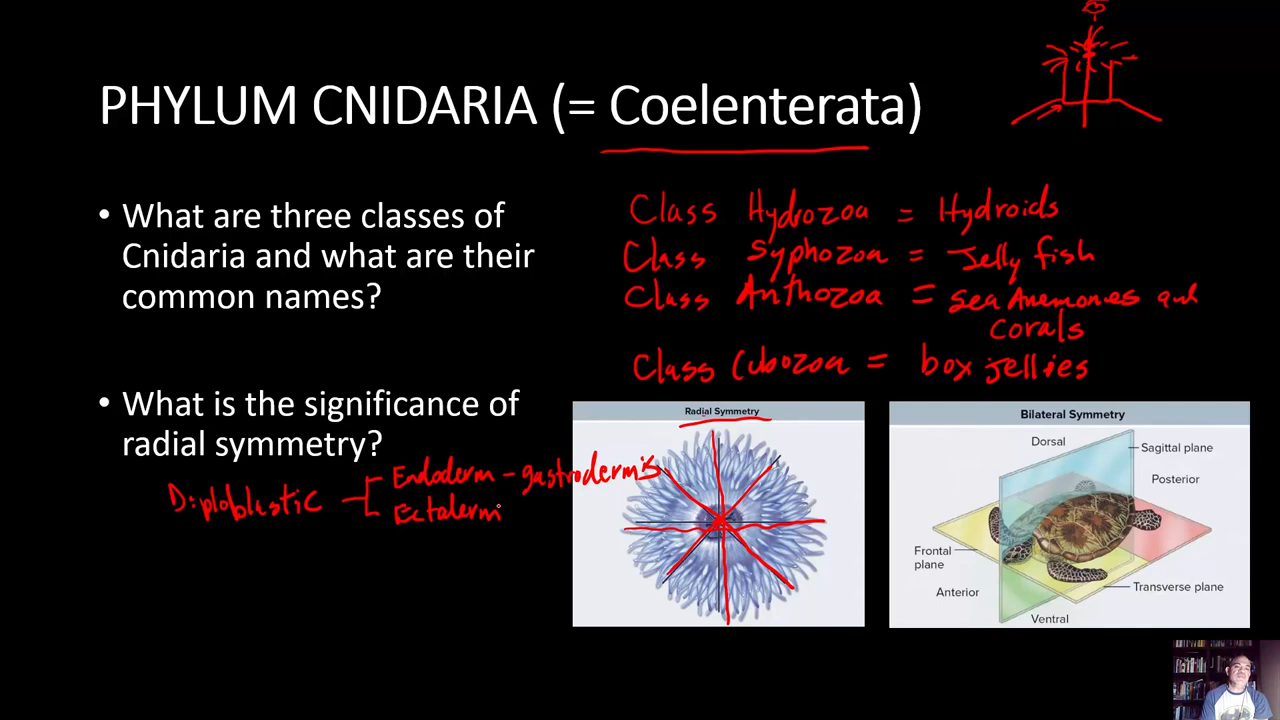 PHYLUM CNIDARIA (= Coelenterata)
• What are three classes of
Cnidaria and what are their
common names?
Class Hydrozoa = Hydroids
Class Syphozoa = Jelly fish
Class Anthozoa = sea Anemonies and
corals
Class Cubozoa = box jellies
• What is the significance of
radial symmetry?
Diploblastic
Endoderm - gastrodermis
Ectoderm
Radial Symmetry
Bilateral Symmetry
Dorsal
Sagittal plane
Posterior
Frontal
plane
Anterior
Transverse plane
Ventral